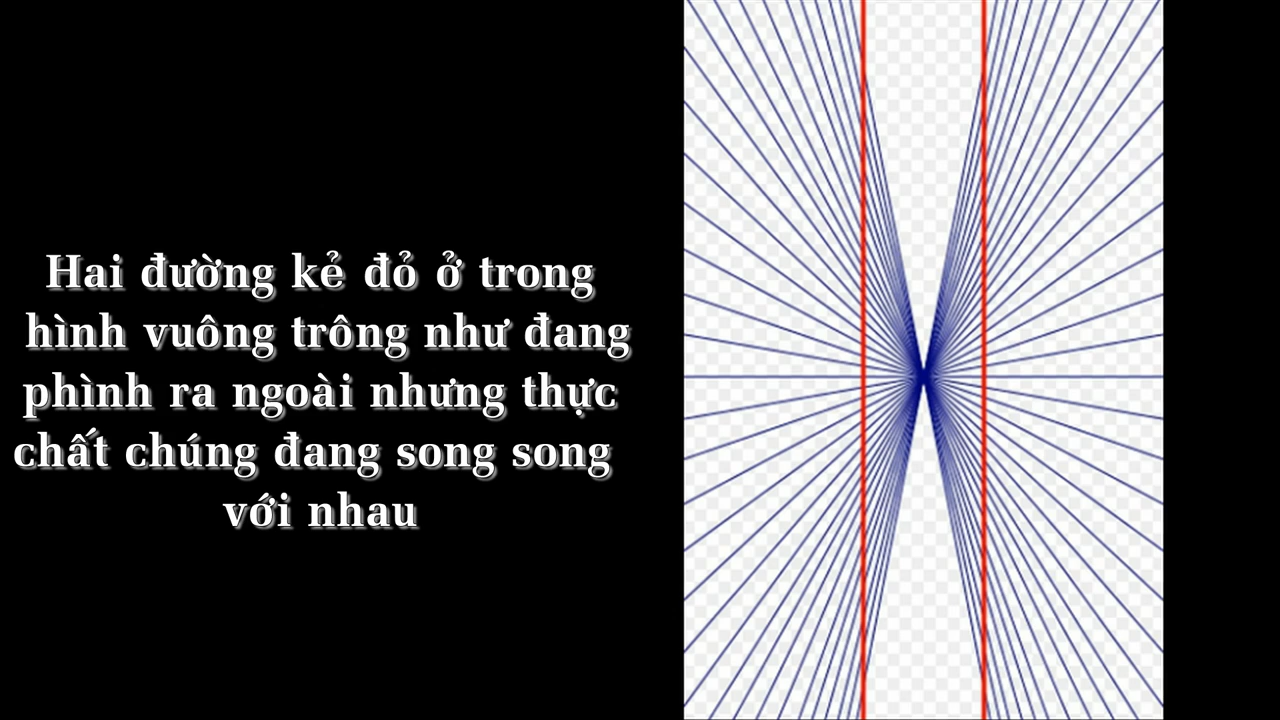 Hai đường kẻ đỏ ở trong
hình vuông trông như đang
phình ra ngoài nhưng thực
chất chúng đang song song
với nhau